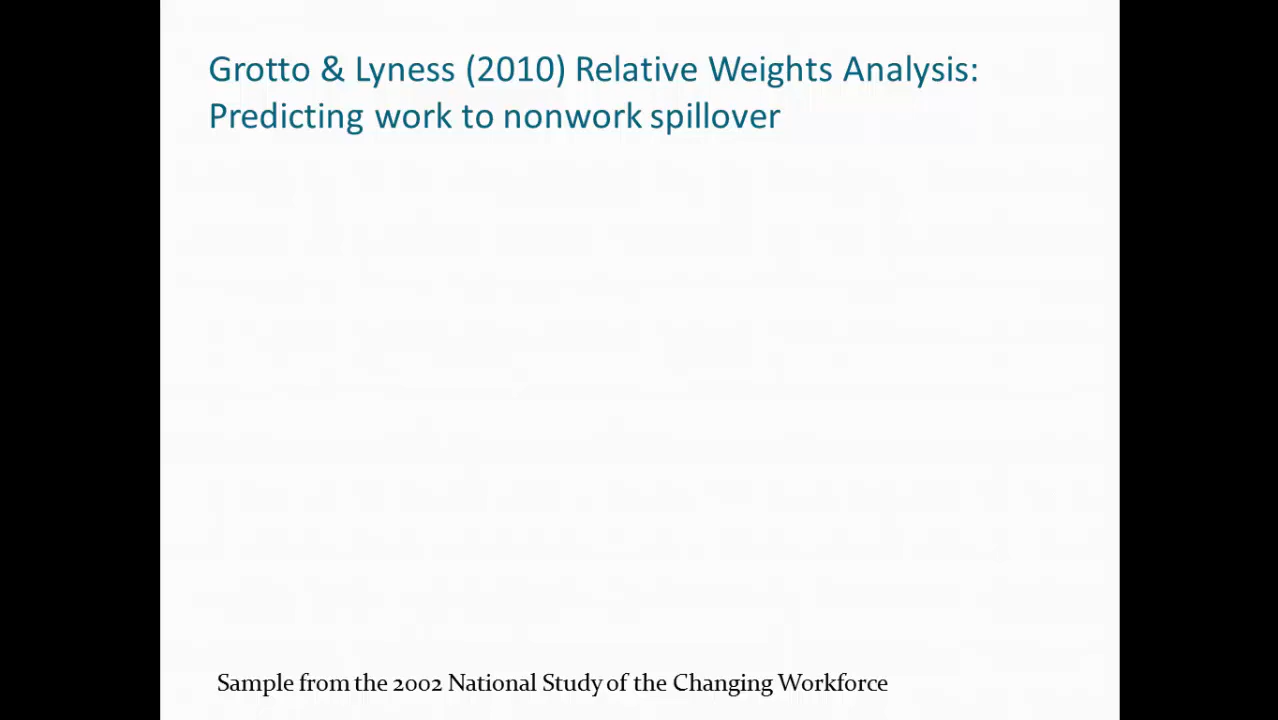 Grotto & Lyness (2010) Relative Weights Analysis:
Predicting work to nonwork spillover
Sample from the 2002 National Study of the Changing Workforce